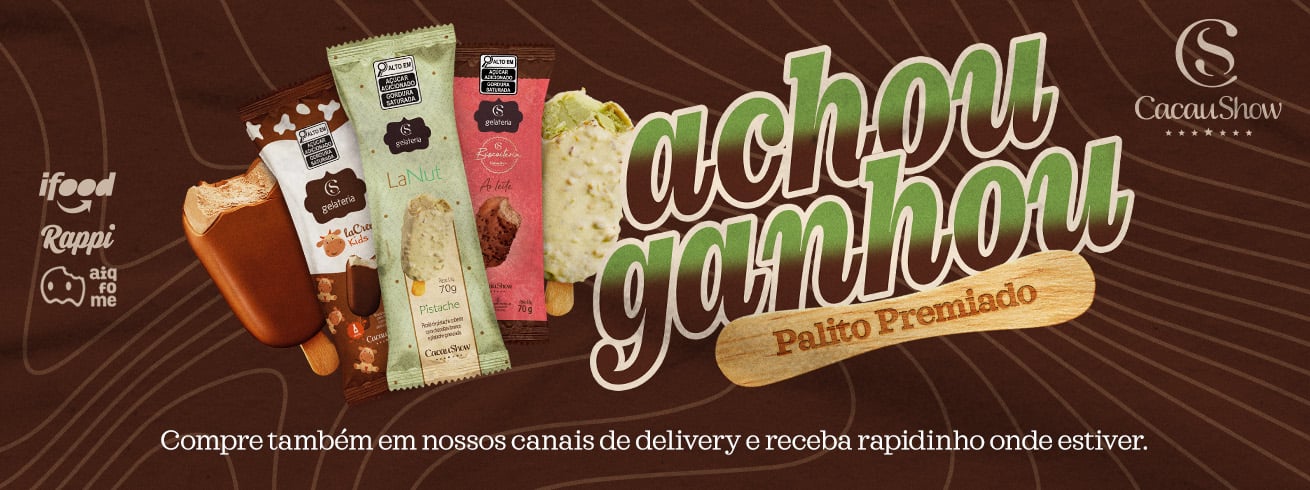 ifood
Rappi
aiq
fo
me
ALTO EM
AÇÚCAR
ADICIONADO
GORDURA
SATURADA
gelateria
laCre
Kids
ALTO EM
AÇÚCAR
ADICIONADO
GORDURA
SATURADA
gelateria
LaNut
70g
Pistache
CacauShow
ALTO EM
AÇÚCAR
ADICIONADO
GORDURA
SATURADA
gelateria
Ao leite
CacauShow
70 g
achou
ganhou
Palito Premiado
CacauShow
Compre também em nossos canais de delivery e receba rapidinho onde estiver.